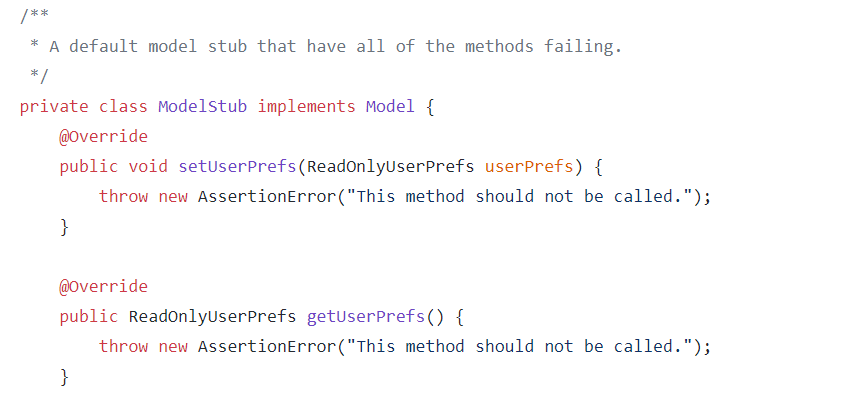 /**
 * A default model stub that have all of the methods failing.
 */
private class ModelStub implements Model {
    @Override
    public void setUserPrefs(ReadOnlyUserPrefs userPrefs) {
        throw new AssertionError("This method should not be called.");
    }

    @Override
    public ReadOnlyUserPrefs getUserPrefs() {
        throw new AssertionError("This method should not be called.");
    }